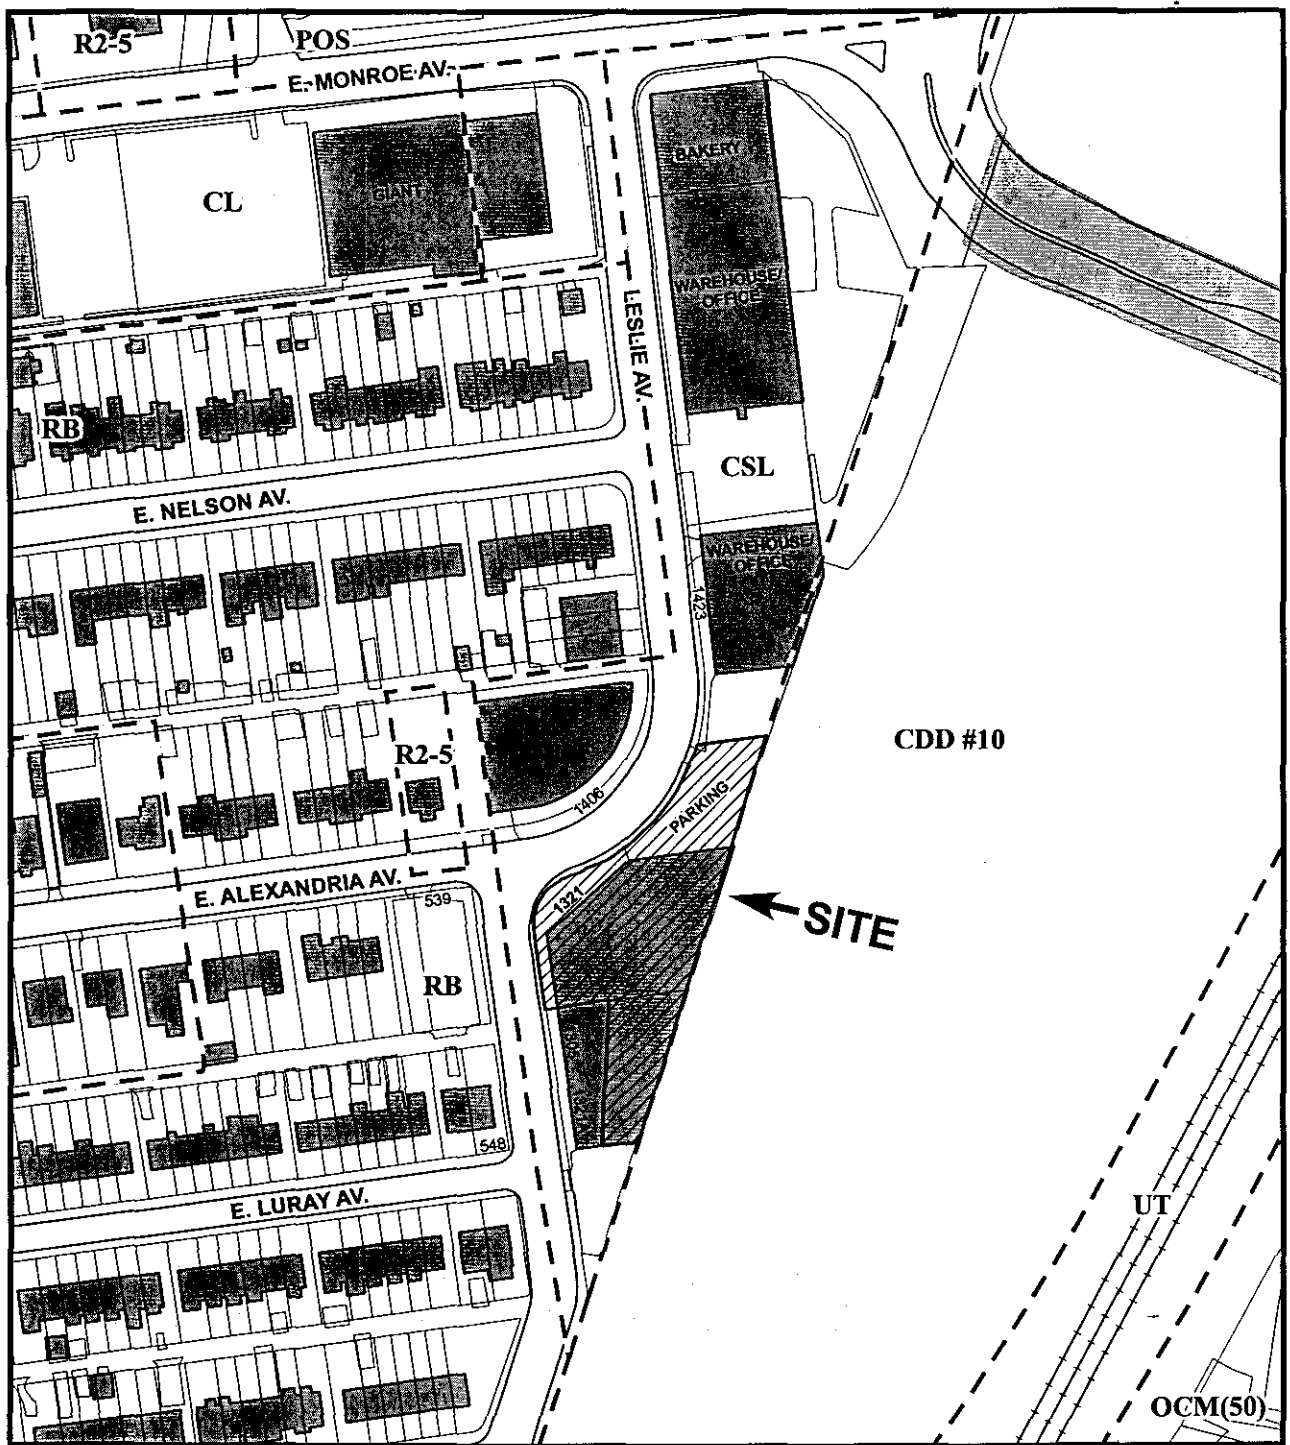 R2-5
POS
E. MONROE AV.
BAKERY
CL
GIANT
WAREHOUSE/
OFFICE
LESLIE AV.
RB
CSL
E. NELSON AV.
WAREHOUSE/
OFFICE
1423
CDD #10
R2-5
1406
PARKING
E. ALEXANDRIA AV.
539
1321
SITE
RB
548
E. LURAY AV.
UT
OCM(50)